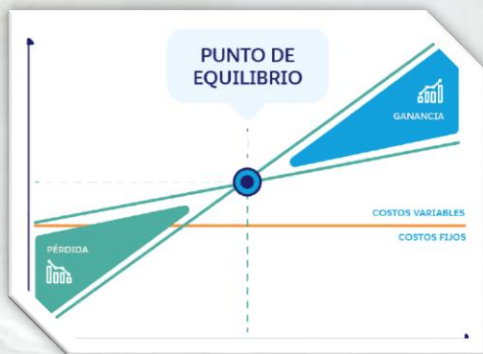 PUNTO DE
EQUILIBRIO
GANANCIA
COSTOS VARIABLES
COSTOS FIJOS
PÉRDIDA